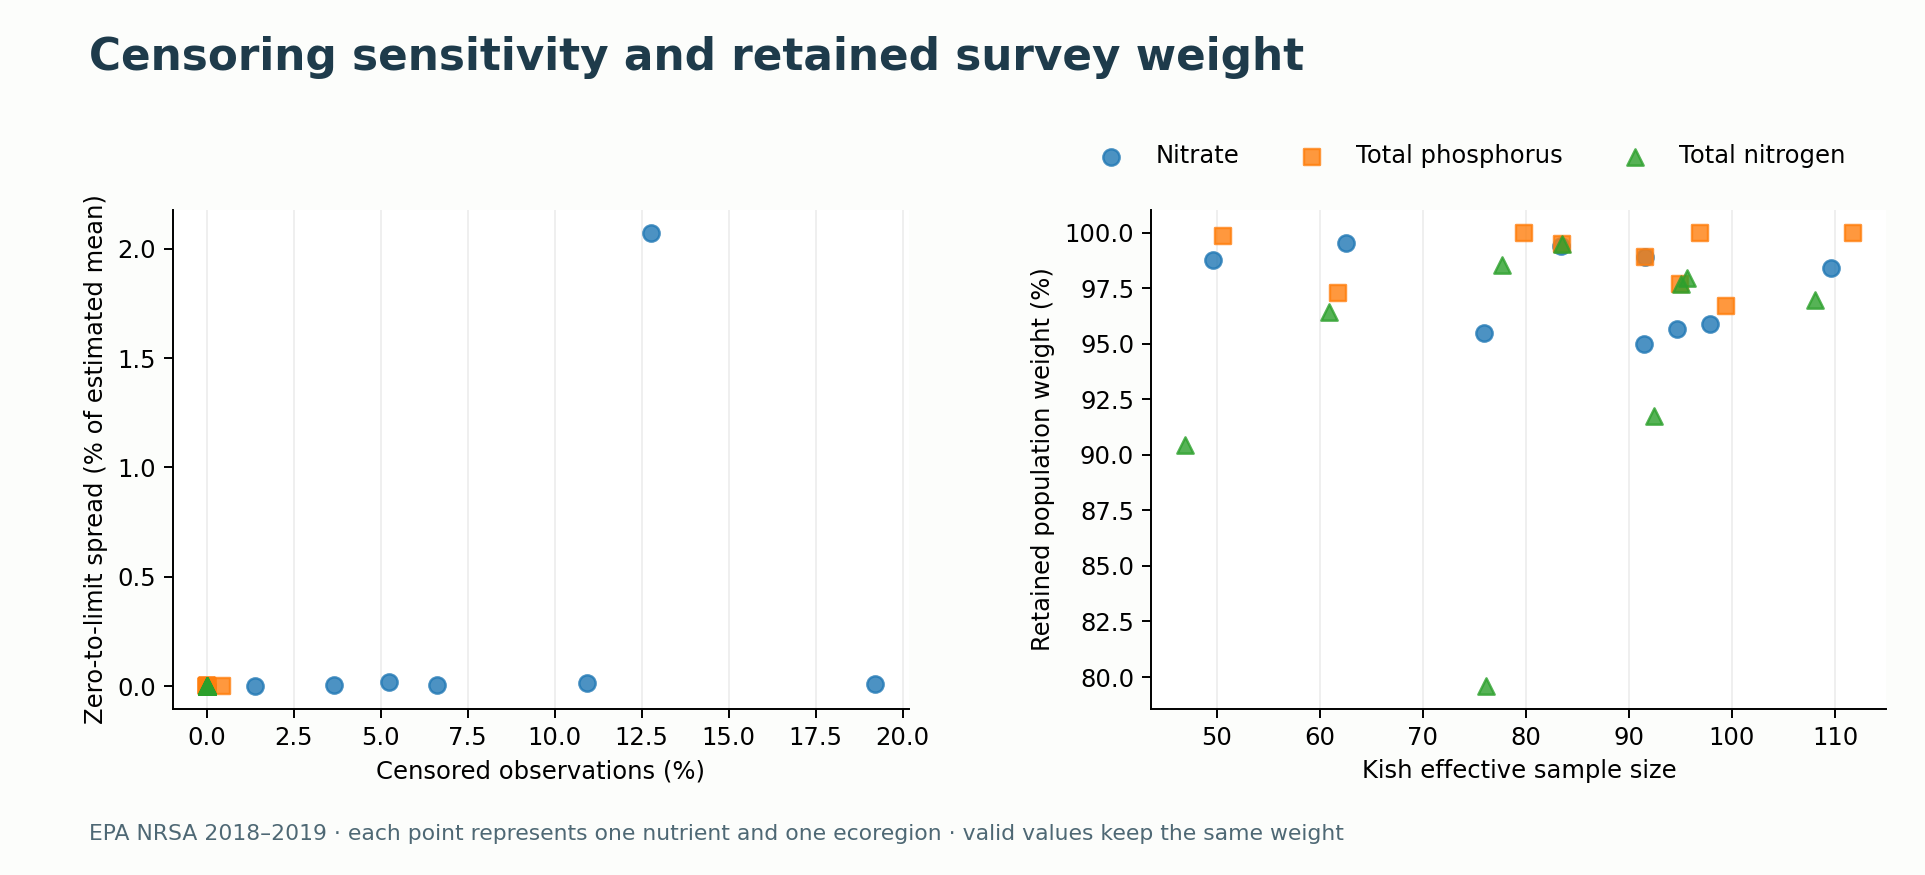 Censoring sensitivity and retained survey weight
Nitrate
Total phosphorus
Total nitrogen
Zero-to-limit spread (% of estimated mean)
2.0
1.5
1.0
0.5
0.0
0.0 2.5 5.0 7.5 10.0 12.5 15.0 17.5 20.0
Censored observations (%)
Retained population weight (%)
100.0
97.5
95.0
92.5
90.0
87.5
85.0
82.5
80.0
50 60 70 80 90 100 110
Kish effective sample size
EPA NRSA 2018–2019 · each point represents one nutrient and one ecoregion · valid values keep the same weight